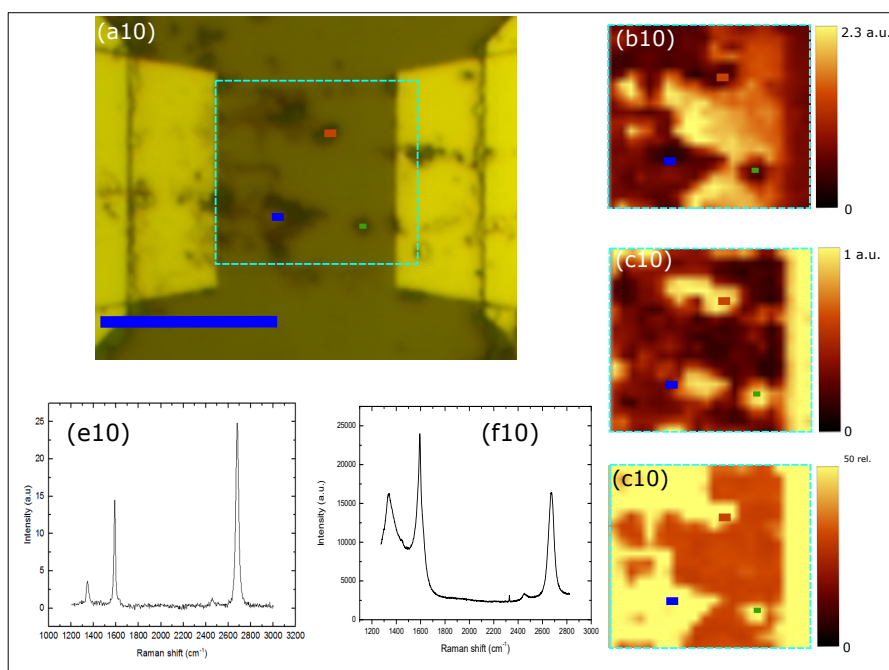 (a10)
(b10)
2.3 a.u.
0
(c10)
1 a.u.
0
(c10)
50 rel.
0
(e10)
Intensity (a.u)
25
20
15
10
5
0
1000 1200 1400 1600 1800 2000 2200 2400 2600 2800 3000 3200
Raman shift (cm⁻¹)
(f10)
Intensity (a.u.)
25000
20000
15000
10000
5000
0
1200 1400 1600 1800 2000 2200 2400 2600 2800 3000
Raman shift (cm⁻¹)